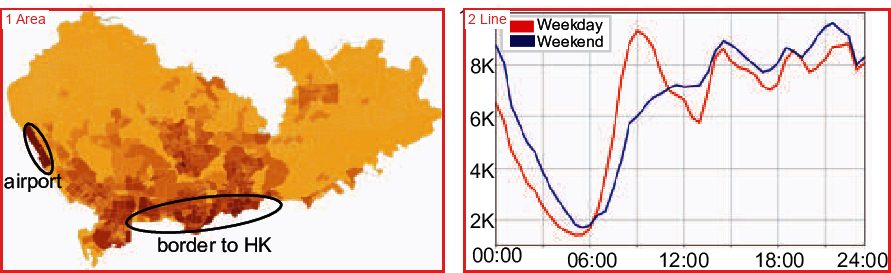 1 Area
airport
border to HK
2 Line
Weekday
Weekend
8K
6K
4K
2K
00:00 06:00 12:00 18:00 24:00